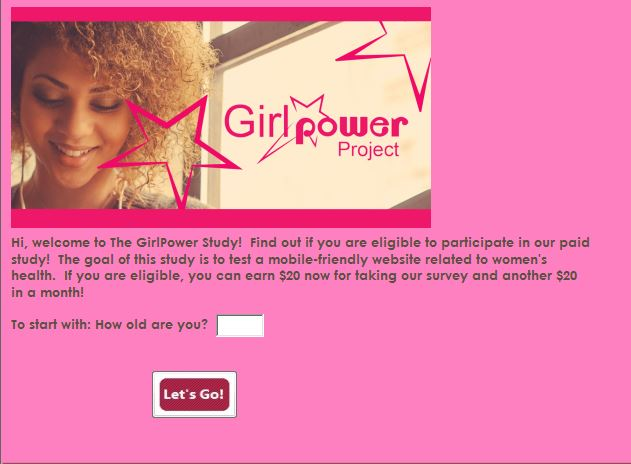 Girl power
Project
Hi, welcome to The GirlPower Study!  Find out if you are eligible to participate in our paid
study!  The goal of this study is to test a mobile-friendly website related to women's
health.  If you are eligible, you can earn $20 now for taking our survey and another $20
in a month!
To start with: How old are you?
Let's Go!